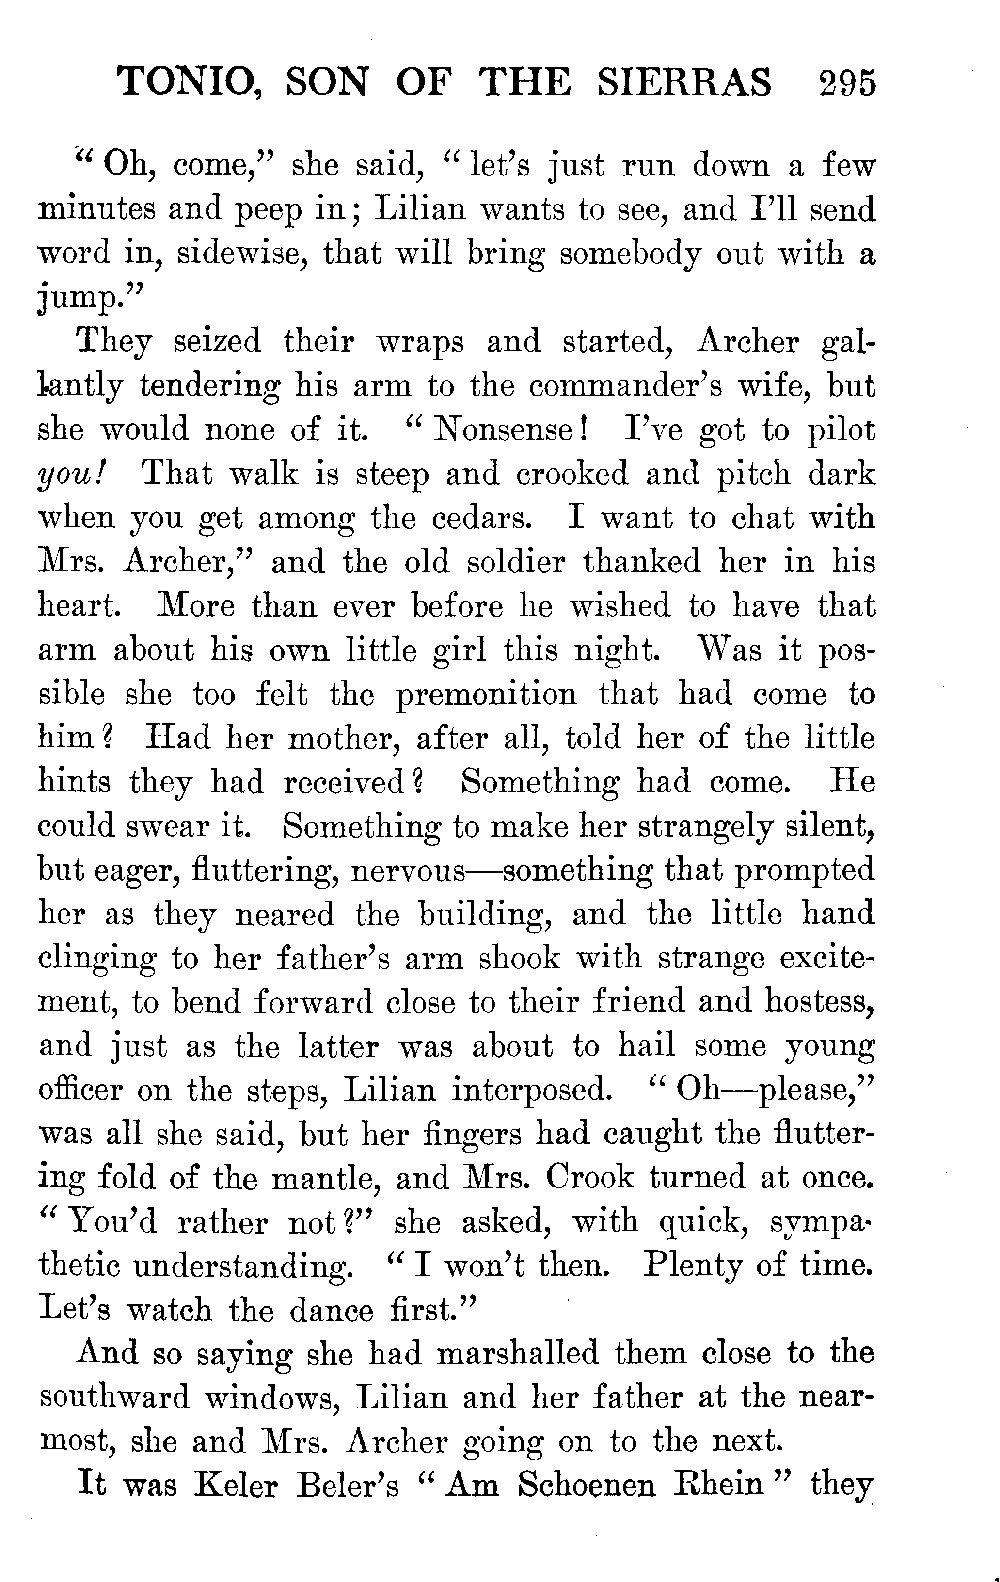 TONIO, SON OF THE SIERRAS 295
" Oh, come," she said, " let's just run down a few
minutes and peep in; Lilian wants to see, and I'll send
word in, sidewise, that will bring somebody out with a
jump."
They seized their wraps and started, Archer gal-
lantly tendering his arm to the commander's wife, but
she would none of it. " Nonsense! I've got to pilot
you! That walk is steep and crooked and pitch dark
when you get among the cedars. I want to chat with
Mrs. Archer," and the old soldier thanked her in his
heart. More than ever before he wished to have that
arm about his own little girl this night. Was it pos-
sible she too felt the premonition that had come to
him? Had her mother, after all, told her of the little
hints they had received? Something had come. He
could swear it. Something to make her strangely silent,
but eager, fluttering, nervous—something that prompted
her as they neared the building, and the little hand
clinging to her father's arm shook with strange excite-
ment, to bend forward close to their friend and hostess,
and just as the latter was about to hail some young
officer on the steps, Lilian interposed. " Oh—please,"
was all she said, but her fingers had caught the flutter-
ing fold of the mantle, and Mrs. Crook turned at once.
" You'd rather not?" she asked, with quick, sympa-
thetic understanding. " I won't then. Plenty of time.
Let's watch the dance first."
And so saying she had marshalled them close to the
southward windows, Lilian and her father at the near-
most, she and Mrs. Archer going on to the next.
It was Keler Beler's " Am Schoenen Rhein " they